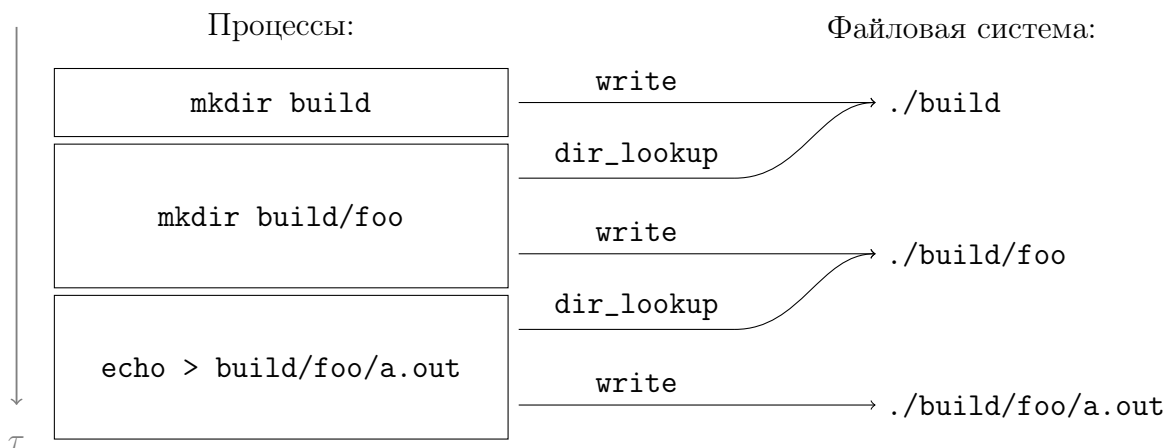 Процессы:
Файловая система:
mkdir build
write
./build
dir_lookup
mkdir build/foo
write
./build/foo
dir_lookup
echo > build/foo/a.out
write
./build/foo/a.out
τ